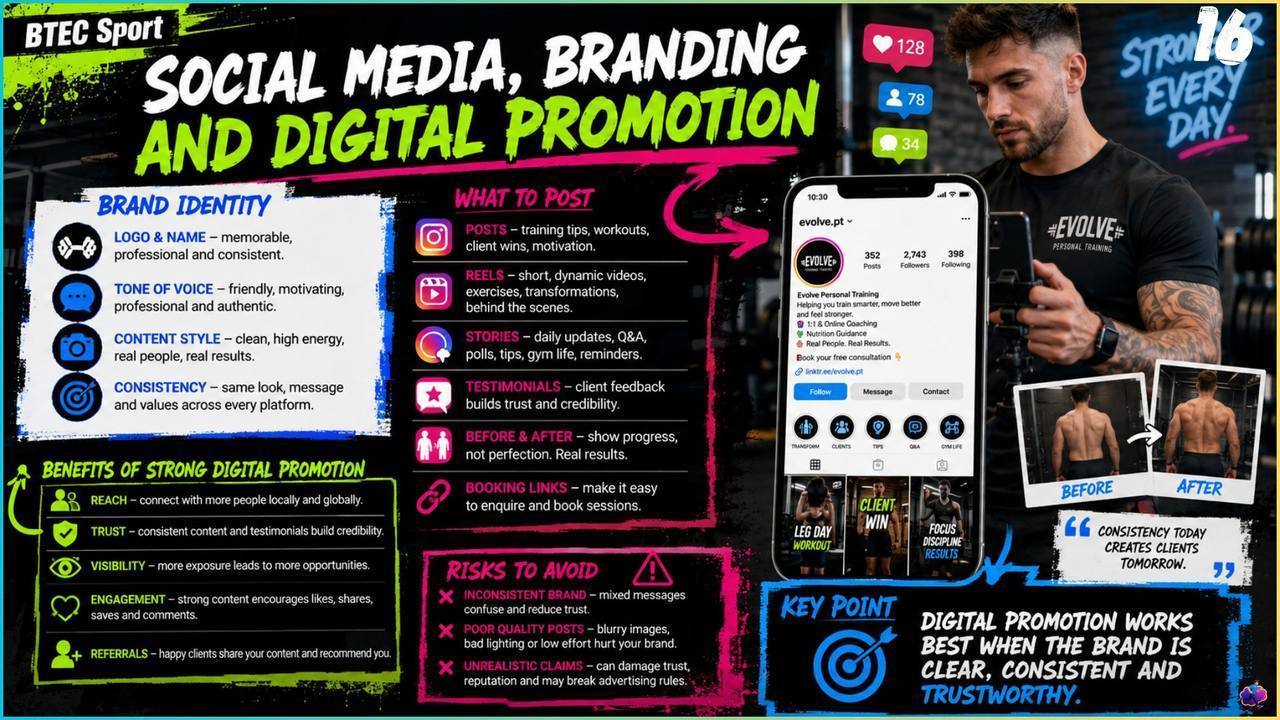 BTEC Sport
16
SOCIAL MEDIA, BRANDING
AND DIGITAL PROMOTION
BRAND IDENTITY
LOGO & NAME – memorable,
professional and consistent.
TONE OF VOICE – friendly, motivating,
professional and authentic.
CONTENT STYLE – clean, high energy,
real people, real results.
CONSISTENCY – same look, message
and values across every platform.
BENEFITS OF STRONG DIGITAL PROMOTION
REACH – connect with more people locally and globally.
TRUST – consistent content and testimonials build credibility.
VISIBILITY – more exposure leads to more opportunities.
ENGAGEMENT – strong content encourages likes, shares,
saves and comments.
REFERRALS – happy clients share your content and recommend you.
WHAT TO POST
POSTS – training tips, workouts,
client wins, motivation.
REELS – short, dynamic videos,
exercises, transformations,
behind the scenes.
STORIES – daily updates, Q&A,
polls, tips, gym life, reminders.
TESTIMONIALS – client feedback
builds trust and credibility.
BEFORE & AFTER – show progress,
not perfection. Real results.
BOOKING LINKS – make it easy
to enquire and book sessions.
RISKS TO AVOID
INCONSISTENT BRAND – mixed messages
confuse and reduce trust.
POOR QUALITY POSTS – blurry images,
bad lighting or low effort hurt your brand.
UNREALISTIC CLAIMS – can damage trust,
reputation and may break advertising rules.
128
78
34
EVERY
DAY.
EVOLVE
PERSONAL TRAINING
10:30
evolve.pt
EVOLVE
352 2,743 398
Posts Followers Following
Evolve Personal Training
Helping you train smarter, move better
and feel stronger.
1:1 & Online Coaching
Nutrition Guidance
Real People. Real Results.
Book your free consultation
linktr.ee/evolve.pt
Follow Message Contact
TRANSFORM CLIENTS TIPS Q&A GYM LIFE
LEG DAY
WORKOUT
CLIENT
WIN
FOCUS
DISCIPLINE
RESULTS
BEFORE
AFTER
“ CONSISTENCY TODAY
CREATES CLIENTS
TOMORROW. ”
KEY POINT
DIGITAL PROMOTION WORKS
BEST WHEN THE BRAND IS
CLEAR, CONSISTENT AND
TRUSTWORTHY.